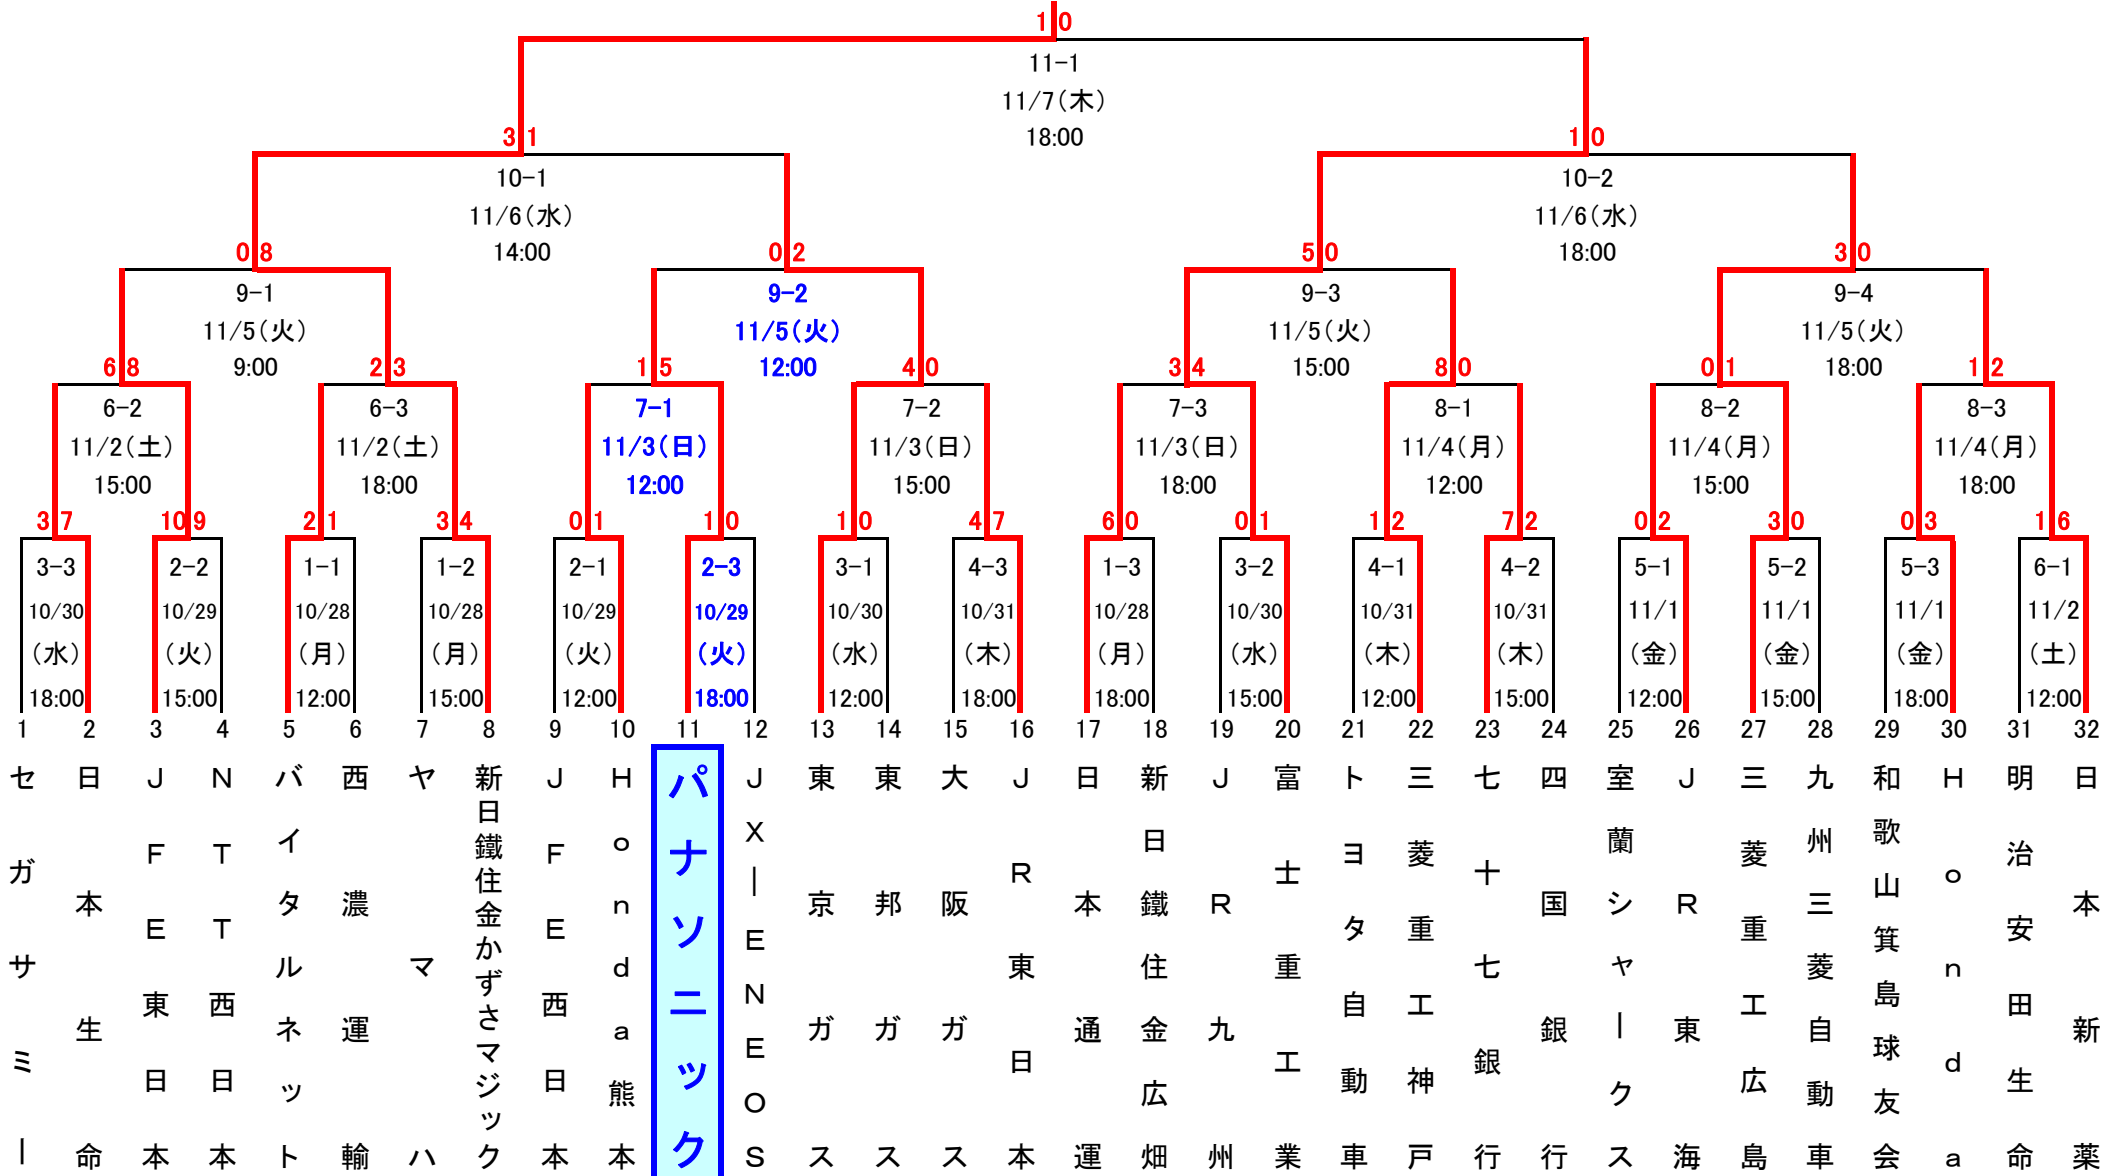 1 0
11-1
11/7(木)
18:00
3 1
1 0
10-1
11/6(水)
14:00
10-2
11/6(水)
18:00
0 8
0 2
5 0
3 0
9-1
11/5(火)
9:00
9-2
11/5(火)
12:00
9-3
11/5(火)
15:00
9-4
11/5(火)
18:00
6 8
2 3
1 5
4 0
3 4
8 0
0 1
1 2
6-2
11/2(土)
15:00
6-3
11/2(土)
18:00
7-1
11/3(日)
12:00
7-2
11/3(日)
15:00
7-3
11/3(日)
18:00
8-1
11/4(月)
12:00
8-2
11/4(月)
15:00
8-3
11/4(月)
18:00
3 7
10 9
2 1
3 4
0 1
1 0
1 0
4 7
6 0
0 1
1 2
7 2
0 2
3 0
0 3
1 6
3-3
10/30
(水)
18:00
2-2
10/29
(火)
15:00
1-1
10/28
(月)
12:00
1-2
10/28
(月)
15:00
2-1
10/29
(火)
12:00
2-3
10/29
(火)
18:00
3-1
10/30
(水)
12:00
4-3
10/31
(木)
18:00
1-3
10/28
(月)
18:00
3-2
10/30
(水)
15:00
4-1
10/31
(木)
12:00
4-2
10/31
(木)
15:00
5-1
11/1
(金)
12:00
5-2
11/1
(金)
15:00
5-3
11/1
(金)
18:00
6-1
11/2
(土)
12:00
1 2 3 4 5 6 7 8 9 10 11 12 13 14 15 16 17 18 19 20 21 22 23 24 25 26 27 28 29 30 31 32
セガサミー
日本生命
JFE東日本
NTT西日本
バイタルネット
西濃運輸
ヤマハ
新日鐵住金かずさマジック
JFE西日本
Honda熊本
パナソニック
JX-ENEOS
東京ガス
東邦ガス
大阪ガス
JR東日本
日本通運
新日鐵住金広畑
JR九州
富士重工業
トヨタ自動車
三菱重工神戸
七十七銀行
四国銀行
室蘭シャークス
JR東海
三菱重工広島
九州三菱自動車
和歌山箕島球友会
Honda
明治安田生命
日本新薬